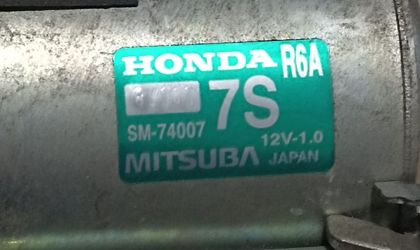 HONDA R6A
7S
SM-74007 12V-1.0
MITSUBA JAPAN